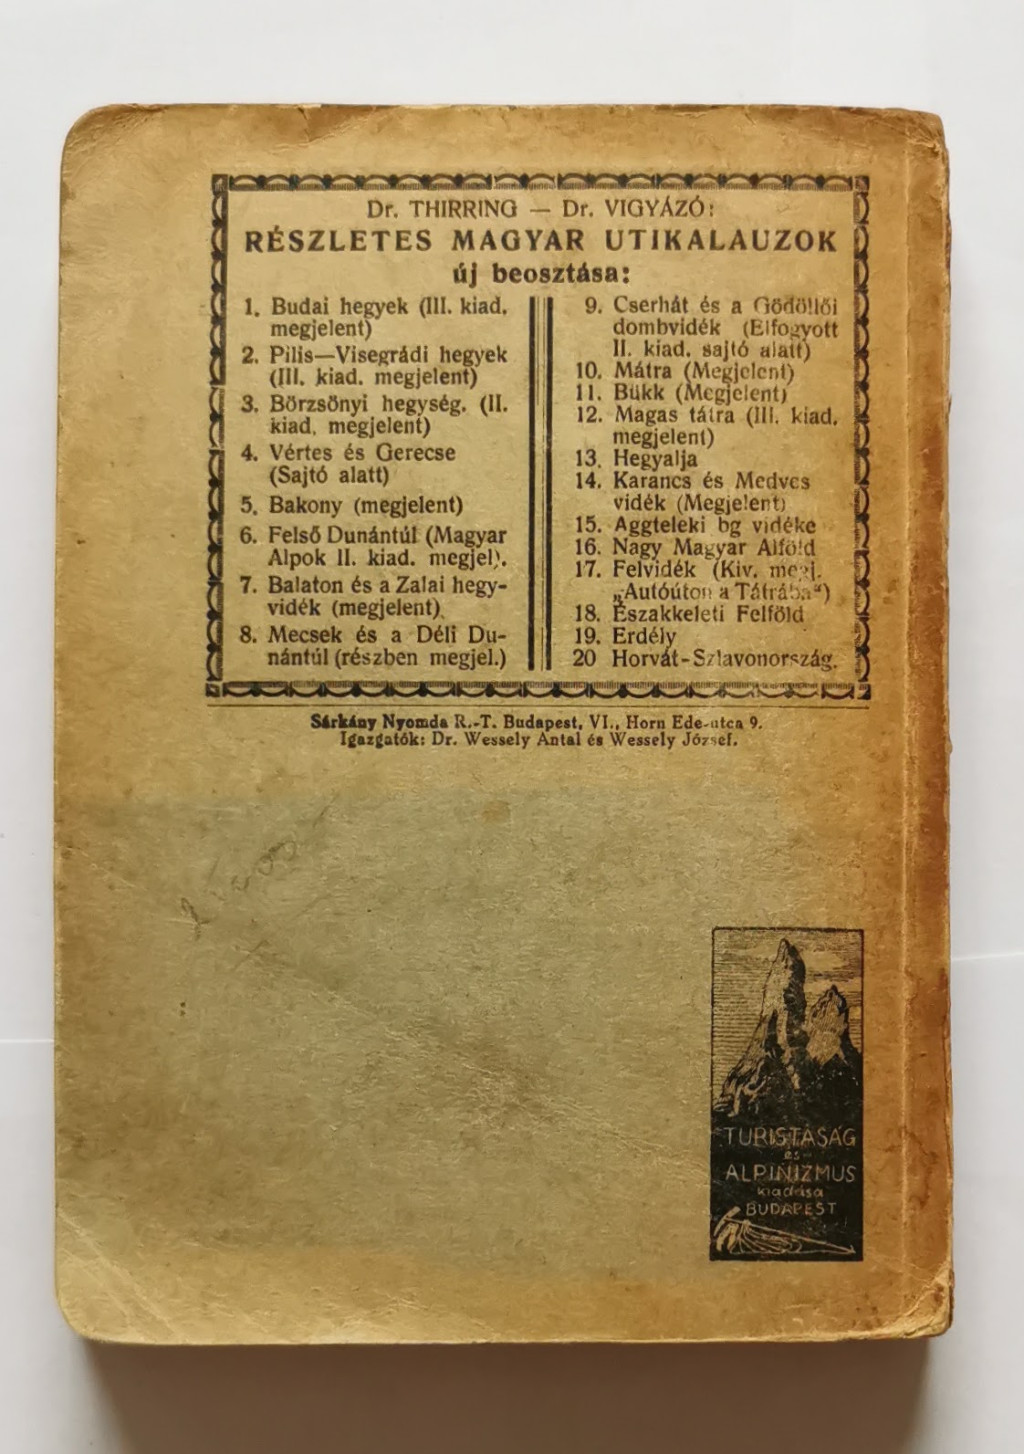 Dr. THIRRING — Dr. VIGYÁZÓ:
RÉSZLETES MAGYAR UTIKALAUZOK
új beosztása:
1. Budai hegyek (III. kiad.
megjelent)
2. Pilis—Visegrádi hegyek
(III. kiad. megjelent)
3. Börzsönyi hegység. (II.
kiad. megjelent)
4. Vértes és Gerecse
(Sajtó alatt)
5. Bakony (megjelent)
6. Felső Dunántúl (Magyar
Alpok II. kiad. megjel).
7. Balaton és a Zalai hegy-
vidék (megjelent).
8. Mecsek és a Déli Du-
nántúl (részben megjel.)
9. Cserhát és a Gödöllői
dombvidék (Elfogyott
II. kiad. sajtó alatt)
10. Mátra (Megjelent)
11. Bükk (Megjelent)
12. Magas tátra (III. kiad.
megjelent)
13. Hegyalja
14. Karancs és Medves
vidék (Megjelent)
15. Aggteleki bg vidéke
16. Nagy Magyar Alföld
17. Felvidék (Kiv. megj.
„Autóúton a Tátrába“)
18. Északkeleti Felföld
19. Erdély
20 Horvát-Szlavonország.
Sárkány Nyomda R.-T. Budapest, VI., Horn Ede-utca 9.
Igazgatók: Dr. Wessely Antal és Wessely József.
TURISTASÁG
és
ALPINIZMUS
kiadása
BUDAPEST